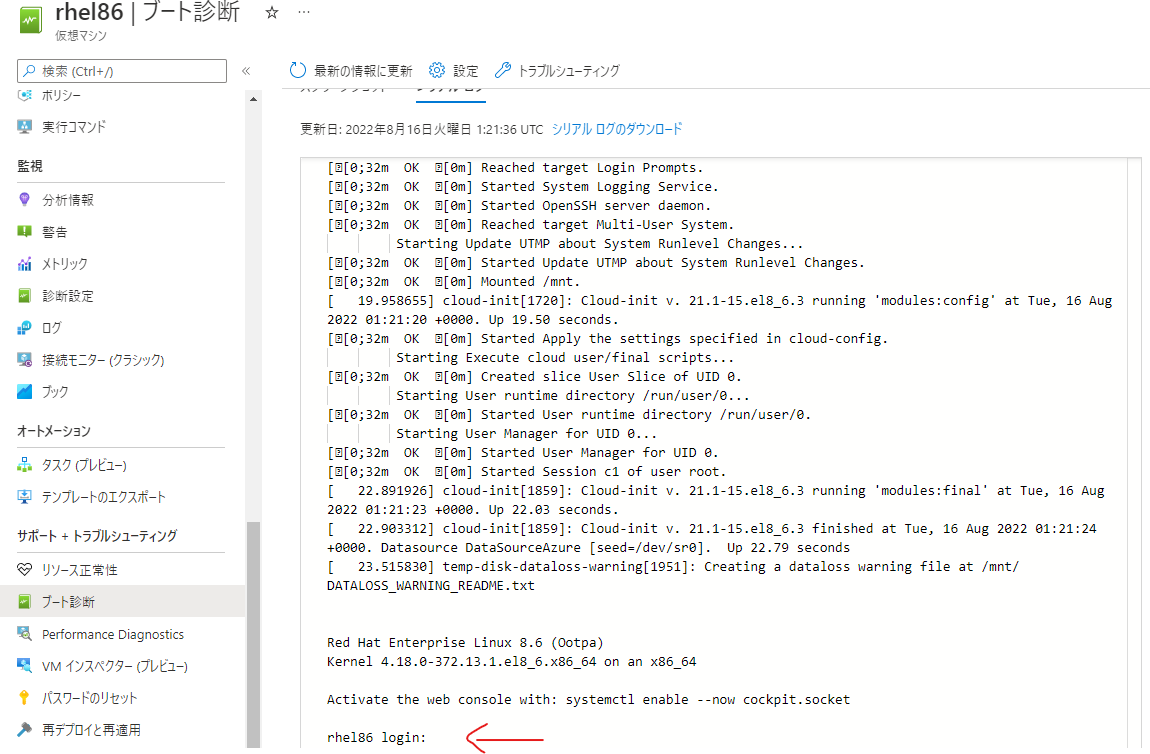 rhel86 | ブート診断 ☆ …
仮想マシン
検索 (Ctrl+/)
«
ポリシー
実行コマンド
監視
分析情報
警告
メトリック
診断設定
ログ
接続モニター (クラシック)
ブック
オートメーション
タスク (プレビュー)
テンプレートのエクスポート
サポート + トラブルシューティング
リソース正常性
ブート診断
Performance Diagnostics
VM インスペクター (プレビュー)
パスワードのリセット
再デプロイと再適用
最新の情報に更新 設定 トラブルシューティング
シリアル ログ
更新日: 2022年8月16日火曜日 1:21:36 UTC シリアル ログのダウンロード
[[0;32m  OK  [0m] Reached target Login Prompts.
[[0;32m  OK  [0m] Started System Logging Service.
[[0;32m  OK  [0m] Started OpenSSH server daemon.
[[0;32m  OK  [0m] Reached target Multi-User System.
Starting Update UTMP about System Runlevel Changes...
[[0;32m  OK  [0m] Started Update UTMP about System Runlevel Changes.
[[0;32m  OK  [0m] Mounted /mnt.
[   19.958655] cloud-init[1720]: Cloud-init v. 21.1-15.el8_6.3 running 'modules:config' at Tue, 16 Aug
2022 01:21:20 +0000. Up 19.50 seconds.
[[0;32m  OK  [0m] Started Apply the settings specified in cloud-config.
Starting Execute cloud user/final scripts...
[[0;32m  OK  [0m] Created slice User Slice of UID 0.
Starting User runtime directory /run/user/0...
[[0;32m  OK  [0m] Started User runtime directory /run/user/0.
Starting User Manager for UID 0...
[[0;32m  OK  [0m] Started User Manager for UID 0.
[[0;32m  OK  [0m] Started Session c1 of user root.
[   22.891926] cloud-init[1859]: Cloud-init v. 21.1-15.el8_6.3 running 'modules:final' at Tue, 16 Aug
2022 01:21:23 +0000. Up 22.03 seconds.
[   22.903312] cloud-init[1859]: Cloud-init v. 21.1-15.el8_6.3 finished at Tue, 16 Aug 2022 01:21:24
+0000. Datasource DataSourceAzure [seed=/dev/sr0].  Up 22.79 seconds
[   23.515830] temp-disk-dataloss-warning[1951]: Creating a dataloss warning file at /mnt/
DATALOSS_WARNING_README.txt
Red Hat Enterprise Linux 8.6 (Ootpa)
Kernel 4.18.0-372.13.1.el8_6.x86_64 on an x86_64
Activate the web console with: systemctl enable --now cockpit.socket
rhel86 login: